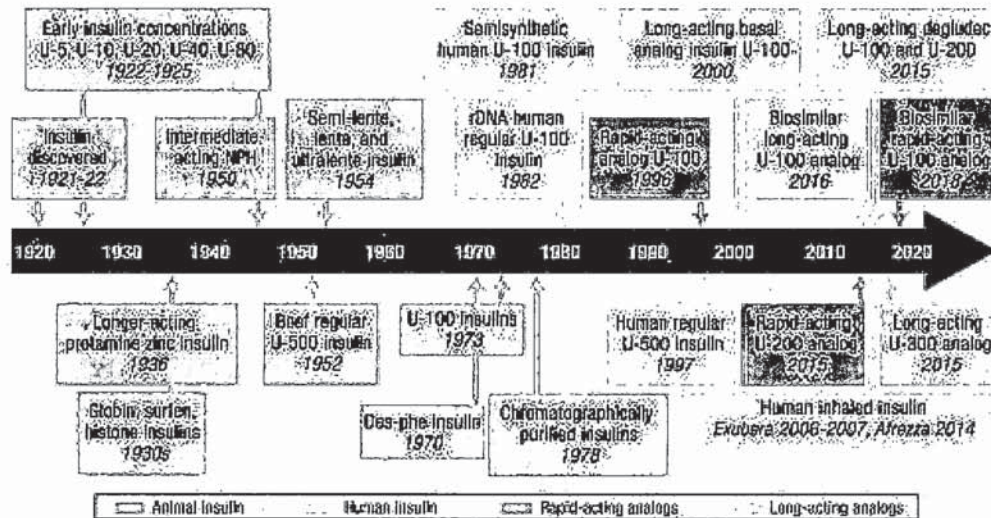 Early insulin concentrations
U-5, U-10, U-20, U-40, U-80
1922-1925
Semisynthetic
human U-100 insulin
1981
Long-acting basal
analog insulin U-100
2000
Long-acting degludec
U-100 and U-200
2015
Insulin
discovered
1921-22
Intermediate-
acting NPH
1950
Semi-lente,
lente, and
ultralente insulin
1954
rDNA human
regular U-100
insulin
1982
Rapid-acting
analog U-100
1996
Biosimilar
long-acting
U-100 analog
2016
Biosimilar
rapid-acting
U-100 analog
2018
1920 1930 1940 1950 1960 1970 1980 1990 2000 2010 2020
Longer-acting
protamine zinc insulin
1936
Beef regular
U-500 insulin
1952
U-100 insulins
1973
Human regular
U-500 insulin
1997
Rapid-acting
U-200 analog
2015
Long-acting
U-300 analog
2015
Globin, surfen,
histone insulins
1930s
Des-phe insulin
1970
Chromatographically
purified insulins
1978
Human inhaled insulin
Exubera 2006-2007, Afrezza 2014
Animal insulin
Human insulin
Rapid-acting analogs
Long-acting analogs